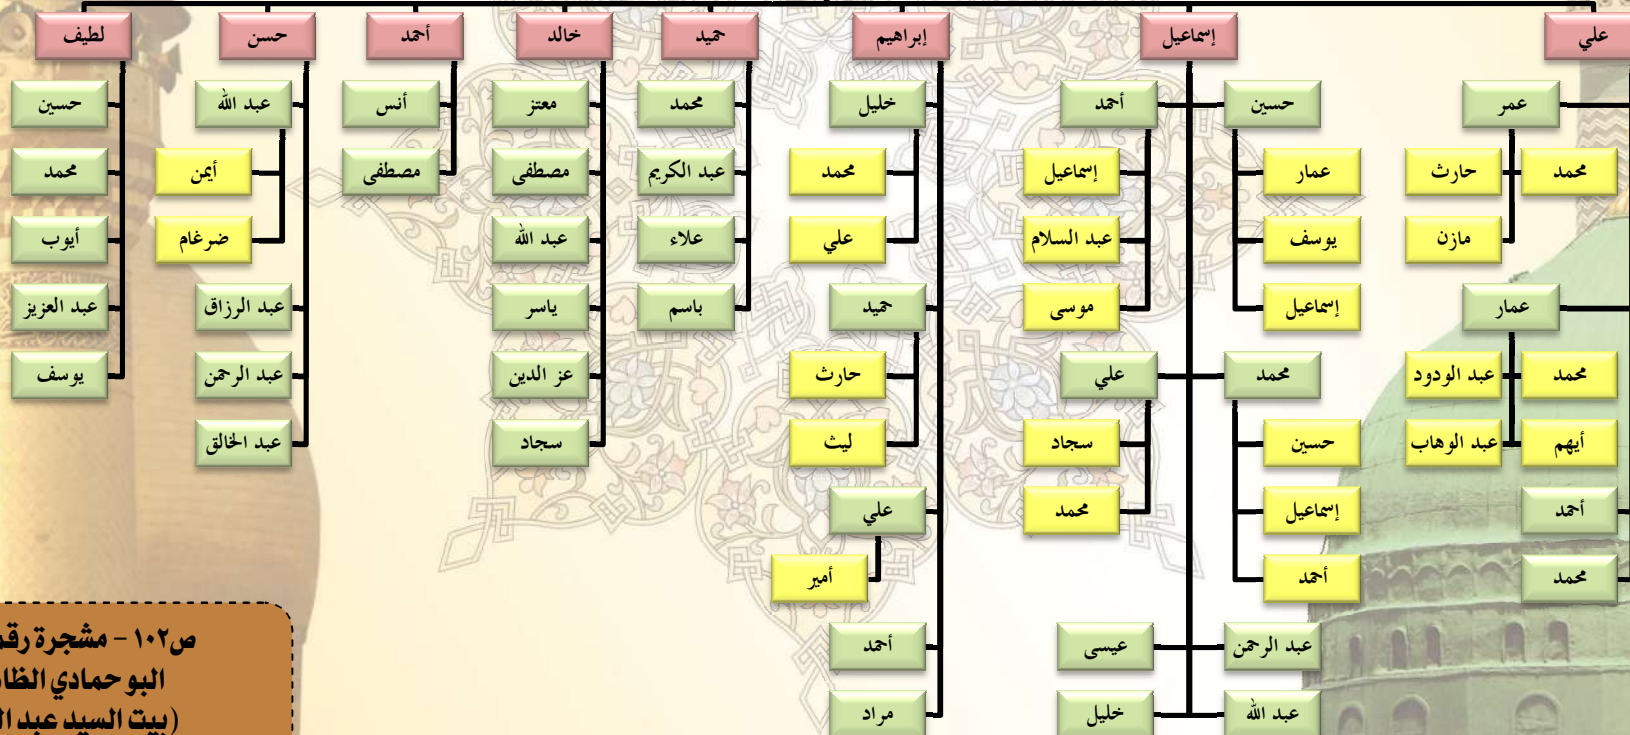 علي
إسماعيل
إبراهيم
حميد
خالد
أحمد
حسن
لطيف
عمر
محمد
حارث
مازن
عمار
محمد
عبد الودود
أيهم
عبد الوهاب
أحمد
محمد
حسين
عمار
يوسف
إسماعيل
أحمد
إسماعيل
عبد السلام
موسى
محمد
حسين
إسماعيل
أحمد
علي
سجاد
محمد
عبد الرحمن
عيسى
عبد الله
خليل
خليل
محمد
علي
حميد
حارث
ليث
علي
أمير
أحمد
مراد
محمد
عبد الكريم
علاء
باسم
معتز
مصطفى
عبد الله
ياسر
عز الدين
سجاد
أنس
مصطفى
عبد الله
أيمن
ضرغام
عبد الرزاق
عبد الرحمن
عبد الخالق
حسين
محمد
أيوب
عبد العزيز
يوسف
ص١٠٢ - مشجرة
البو حمادي
(بيت السيد عبد